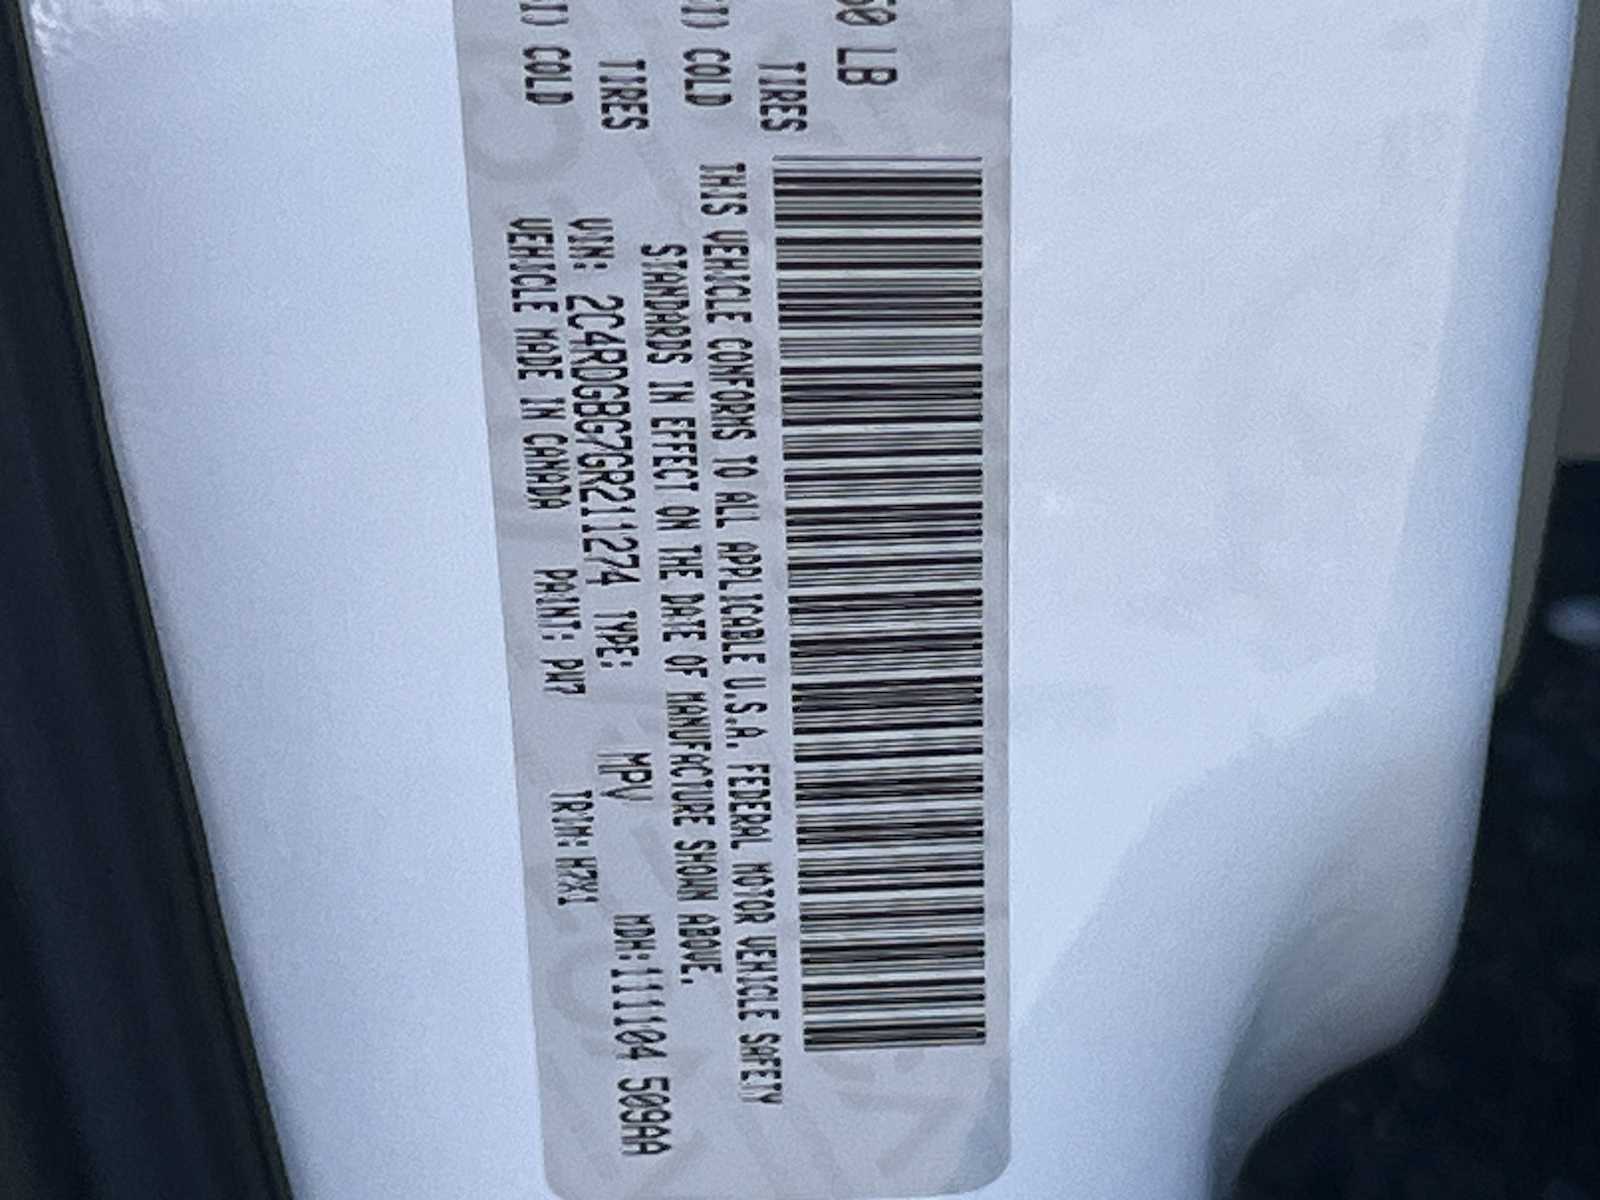 LB
TIRES
COLD
TIRES
COLD
THIS VEHICLE CONFORMS TO ALL APPLICABLE U.S.A. FEDERAL MOTOR VEHICLE SAFETY
STANDARDS IN EFFECT ON THE DATE OF MANUFACTURE SHOWN ABOVE.
VIN: 2C4RDGBG7GR211274 TYPE: MPV MDH:111104 509AA
VEHICLE MADE IN CANADA PAINT: PW7 TRIM:H7X1